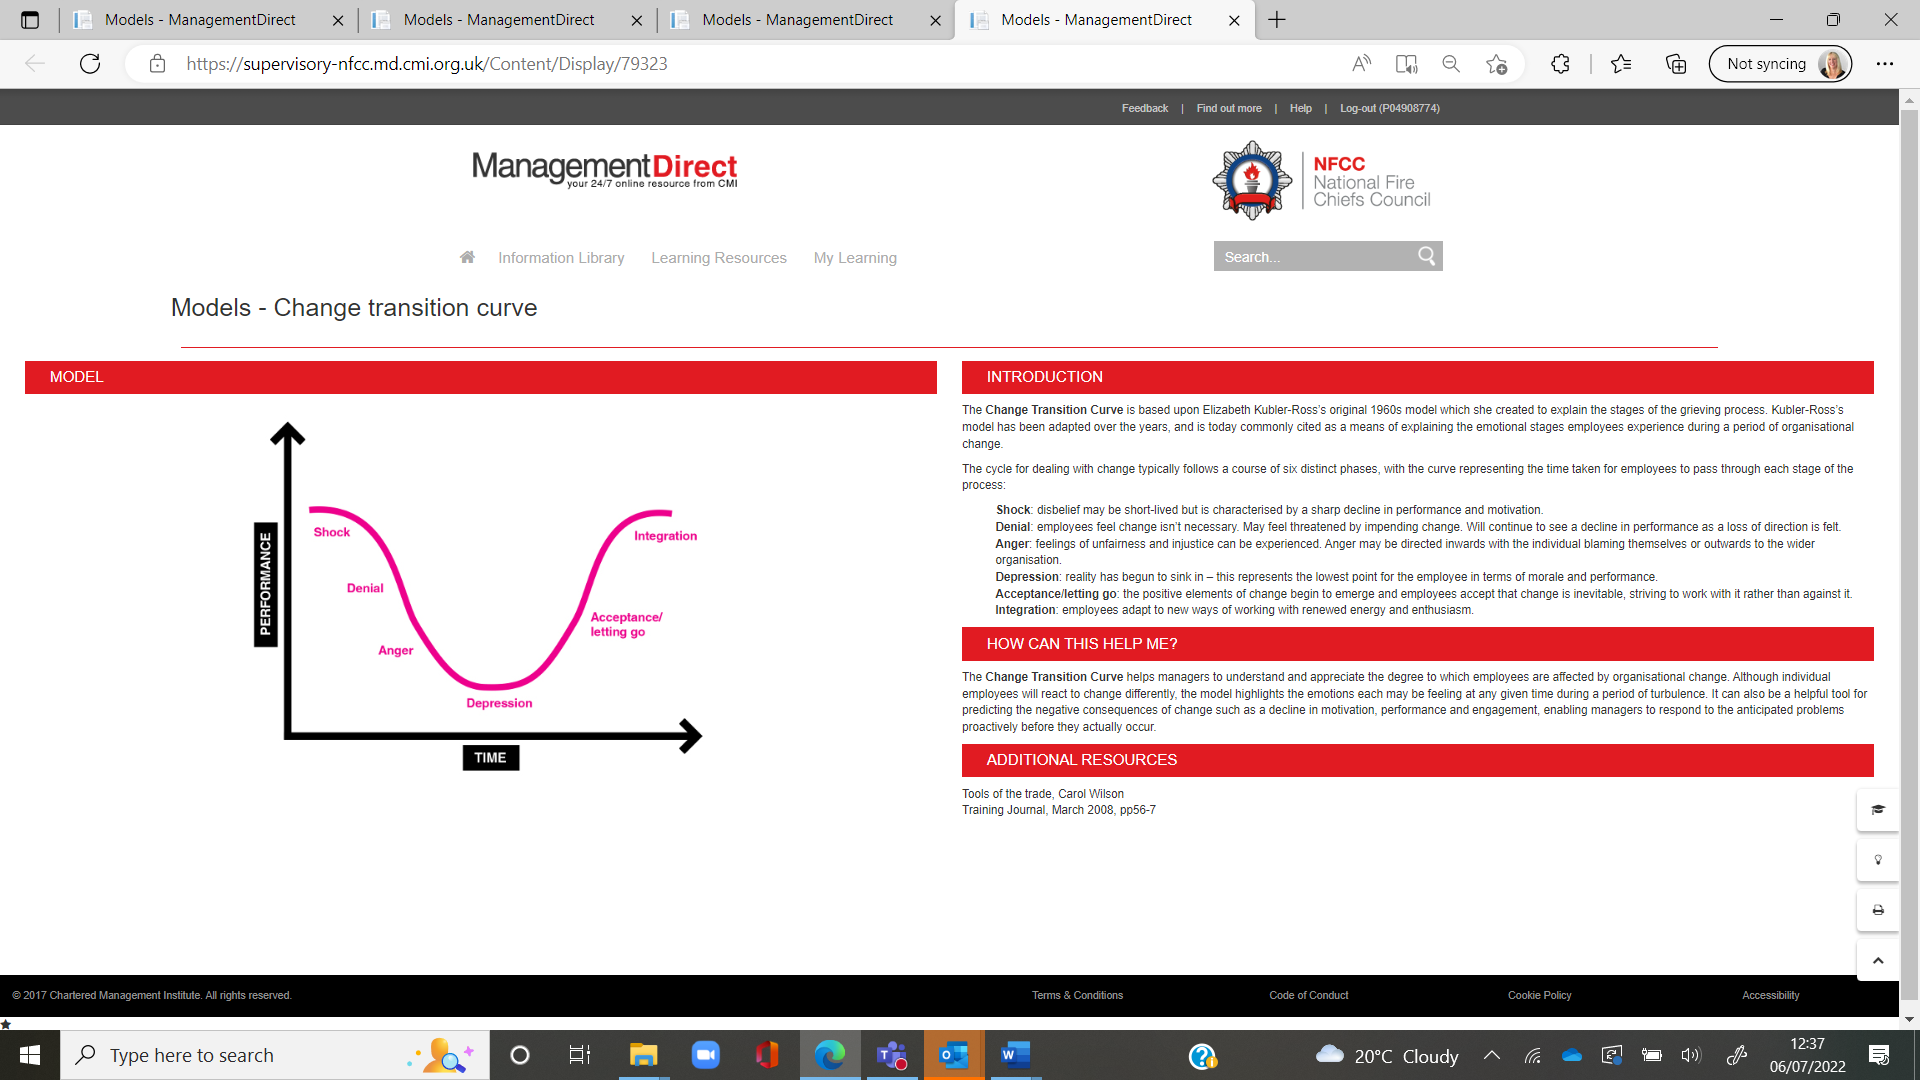 Models - ManagementDirect
Models - ManagementDirect
Models - ManagementDirect
Models - ManagementDirect
https://supervisory-nfcc.md.cmi.org.uk/Content/Display/79323
Not syncing
Feedback | Find out more | Help | Log-out (P04908774)
ManagementDirect
your 24/7 online resource from CMI
NFCC
National Fire
Chiefs Council
Information Library
Learning Resources
My Learning
Search...
Models - Change transition curve
MODEL
PERFORMANCE
Shock
Denial
Anger
Depression
Acceptance/
letting go
Integration
TIME
INTRODUCTION
The Change Transition Curve is based upon Elizabeth Kubler-Ross's original 1960s model which she created to explain the stages of the grieving process. Kubler-Ross's
model has been adapted over the years, and is today commonly cited as a means of explaining the emotional stages employees experience during a period of organisational
change.
The cycle for dealing with change typically follows a course of six distinct phases, with the curve representing the time taken for employees to pass through each stage of the
process:
Shock: disbelief may be short-lived but is characterised by a sharp decline in performance and motivation.
Denial: employees feel change isn't necessary. May feel threatened by impending change. Will continue to see a decline in performance as a loss of direction is felt.
Anger: feelings of unfairness and injustice can be experienced. Anger may be directed inwards with the individual blaming themselves or outwards to the wider
organisation.
Depression: reality has begun to sink in – this represents the lowest point for the employee in terms of morale and performance.
Acceptance/letting go: the positive elements of change begin to emerge and employees accept that change is inevitable, striving to work with it rather than against it.
Integration: employees adapt to new ways of working with renewed energy and enthusiasm.
HOW CAN THIS HELP ME?
The Change Transition Curve helps managers to understand and appreciate the degree to which employees are affected by organisational change. Although individual
employees will react to change differently, the model highlights the emotions each may be feeling at any given time during a period of turbulence. It can also be a helpful tool for
predicting the negative consequences of change such as a decline in motivation, performance and engagement, enabling managers to respond to the anticipated problems
proactively before they actually occur.
ADDITIONAL RESOURCES
Tools of the trade, Carol Wilson
Training Journal, March 2008, pp56-7
© 2017 Chartered Management Institute. All rights reserved.
Terms & Conditions
Code of Conduct
Cookie Policy
Accessibility
Type here to search
20°C Cloudy
12:37
06/07/2022